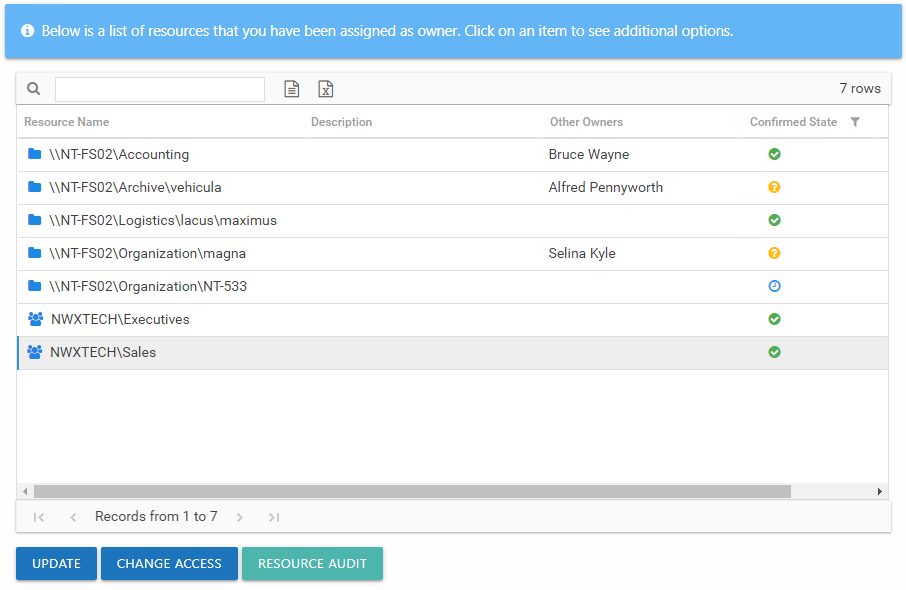 Below is a list of resources that you have been assigned as owner. Click on an item to see additional options.
7 rows
Resource Name Description Other Owners Confirmed State
\\NT-FS02\Accounting Bruce Wayne
\\NT-FS02\Archive\vehicula Alfred Pennyworth
\\NT-FS02\Logistics\lacus\maximus
\\NT-FS02\Organization\magna Selina Kyle
\\NT-FS02\Organization\NT-533
NWXTECH\Executives
NWXTECH\Sales
Records from 1 to 7
UPDATE CHANGE ACCESS RESOURCE AUDIT